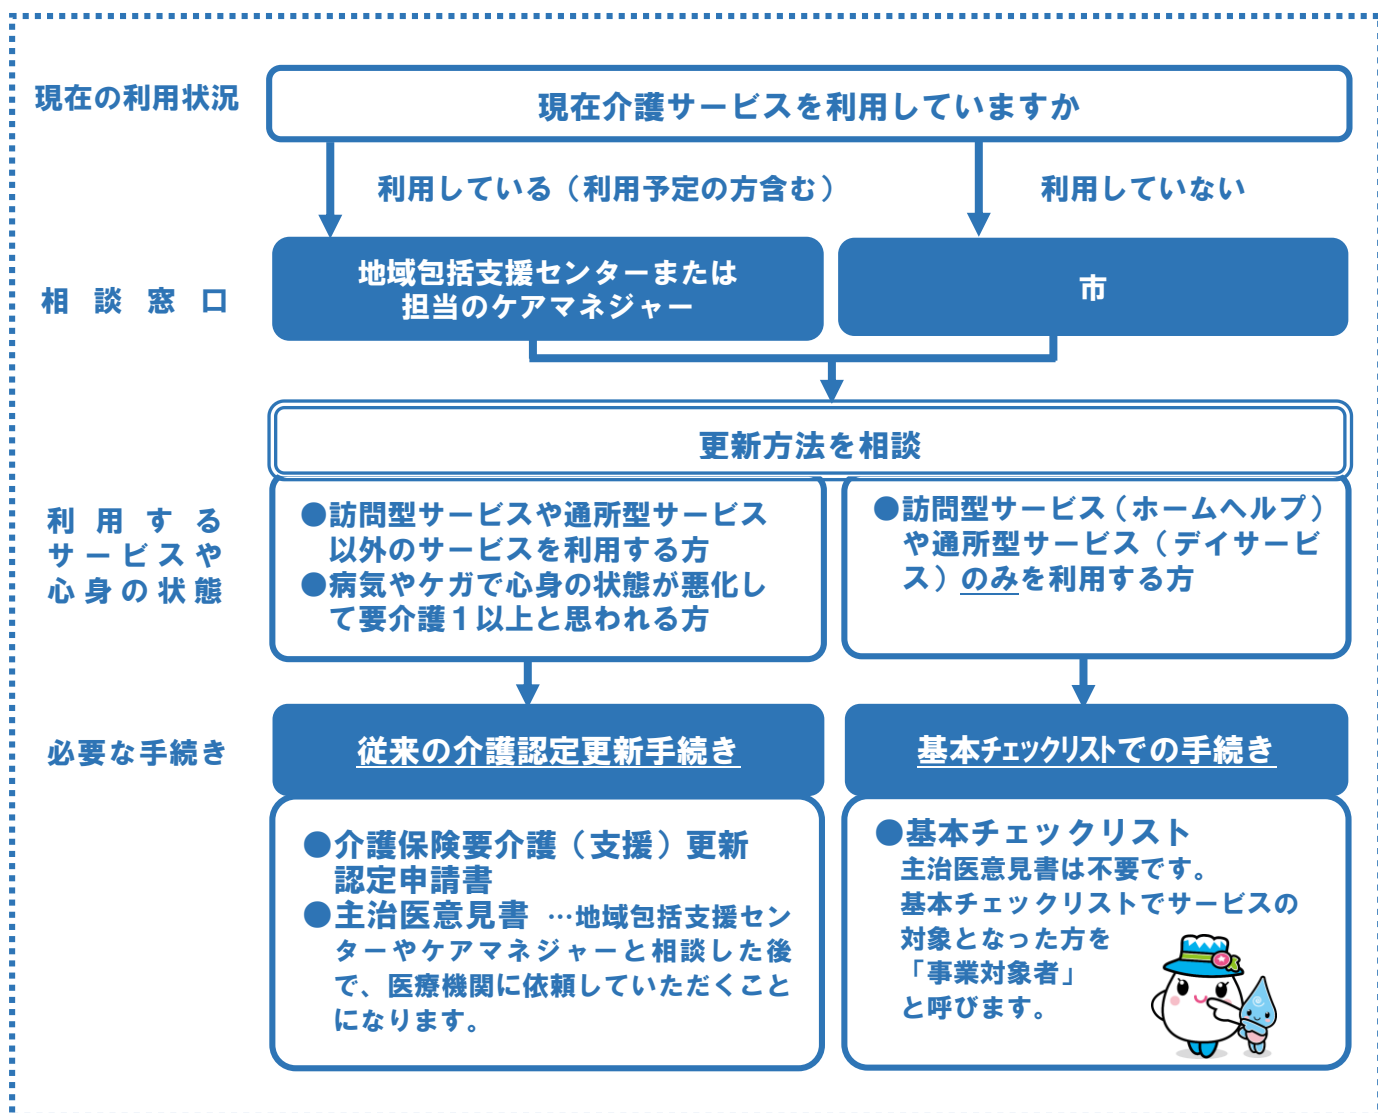 現在の利用状況
現在介護サービスを利用していますか
利用している（利用予定の方含む）
利用していない
相談窓口
地域包括支援センターまたは
担当のケアマネジャー
市
更新方法を相談
利用する
サービスや
心身の状態
●訪問型サービスや通所型サービス
以外のサービスを利用する方
●病気やケガで心身の状態が悪化し
て要介護１以上と思われる方
●訪問型サービス（ホームヘルプ）
や通所型サービス（デイサービ
ス）のみを利用する方
必要な手続き
従来の介護認定更新手続き
基本チェックリストでの手続き
●介護保険要介護（支援）更新
認定申請書
●主治医意見書 …地域包括支援セン
ターやケアマネジャーと相談した後
で、医療機関に依頼していただくこと
になります。
●基本チェックリスト
主治医意見書は不要です。
基本チェックリストでサービスの
対象となった方を
「事業対象者」
と呼びます。